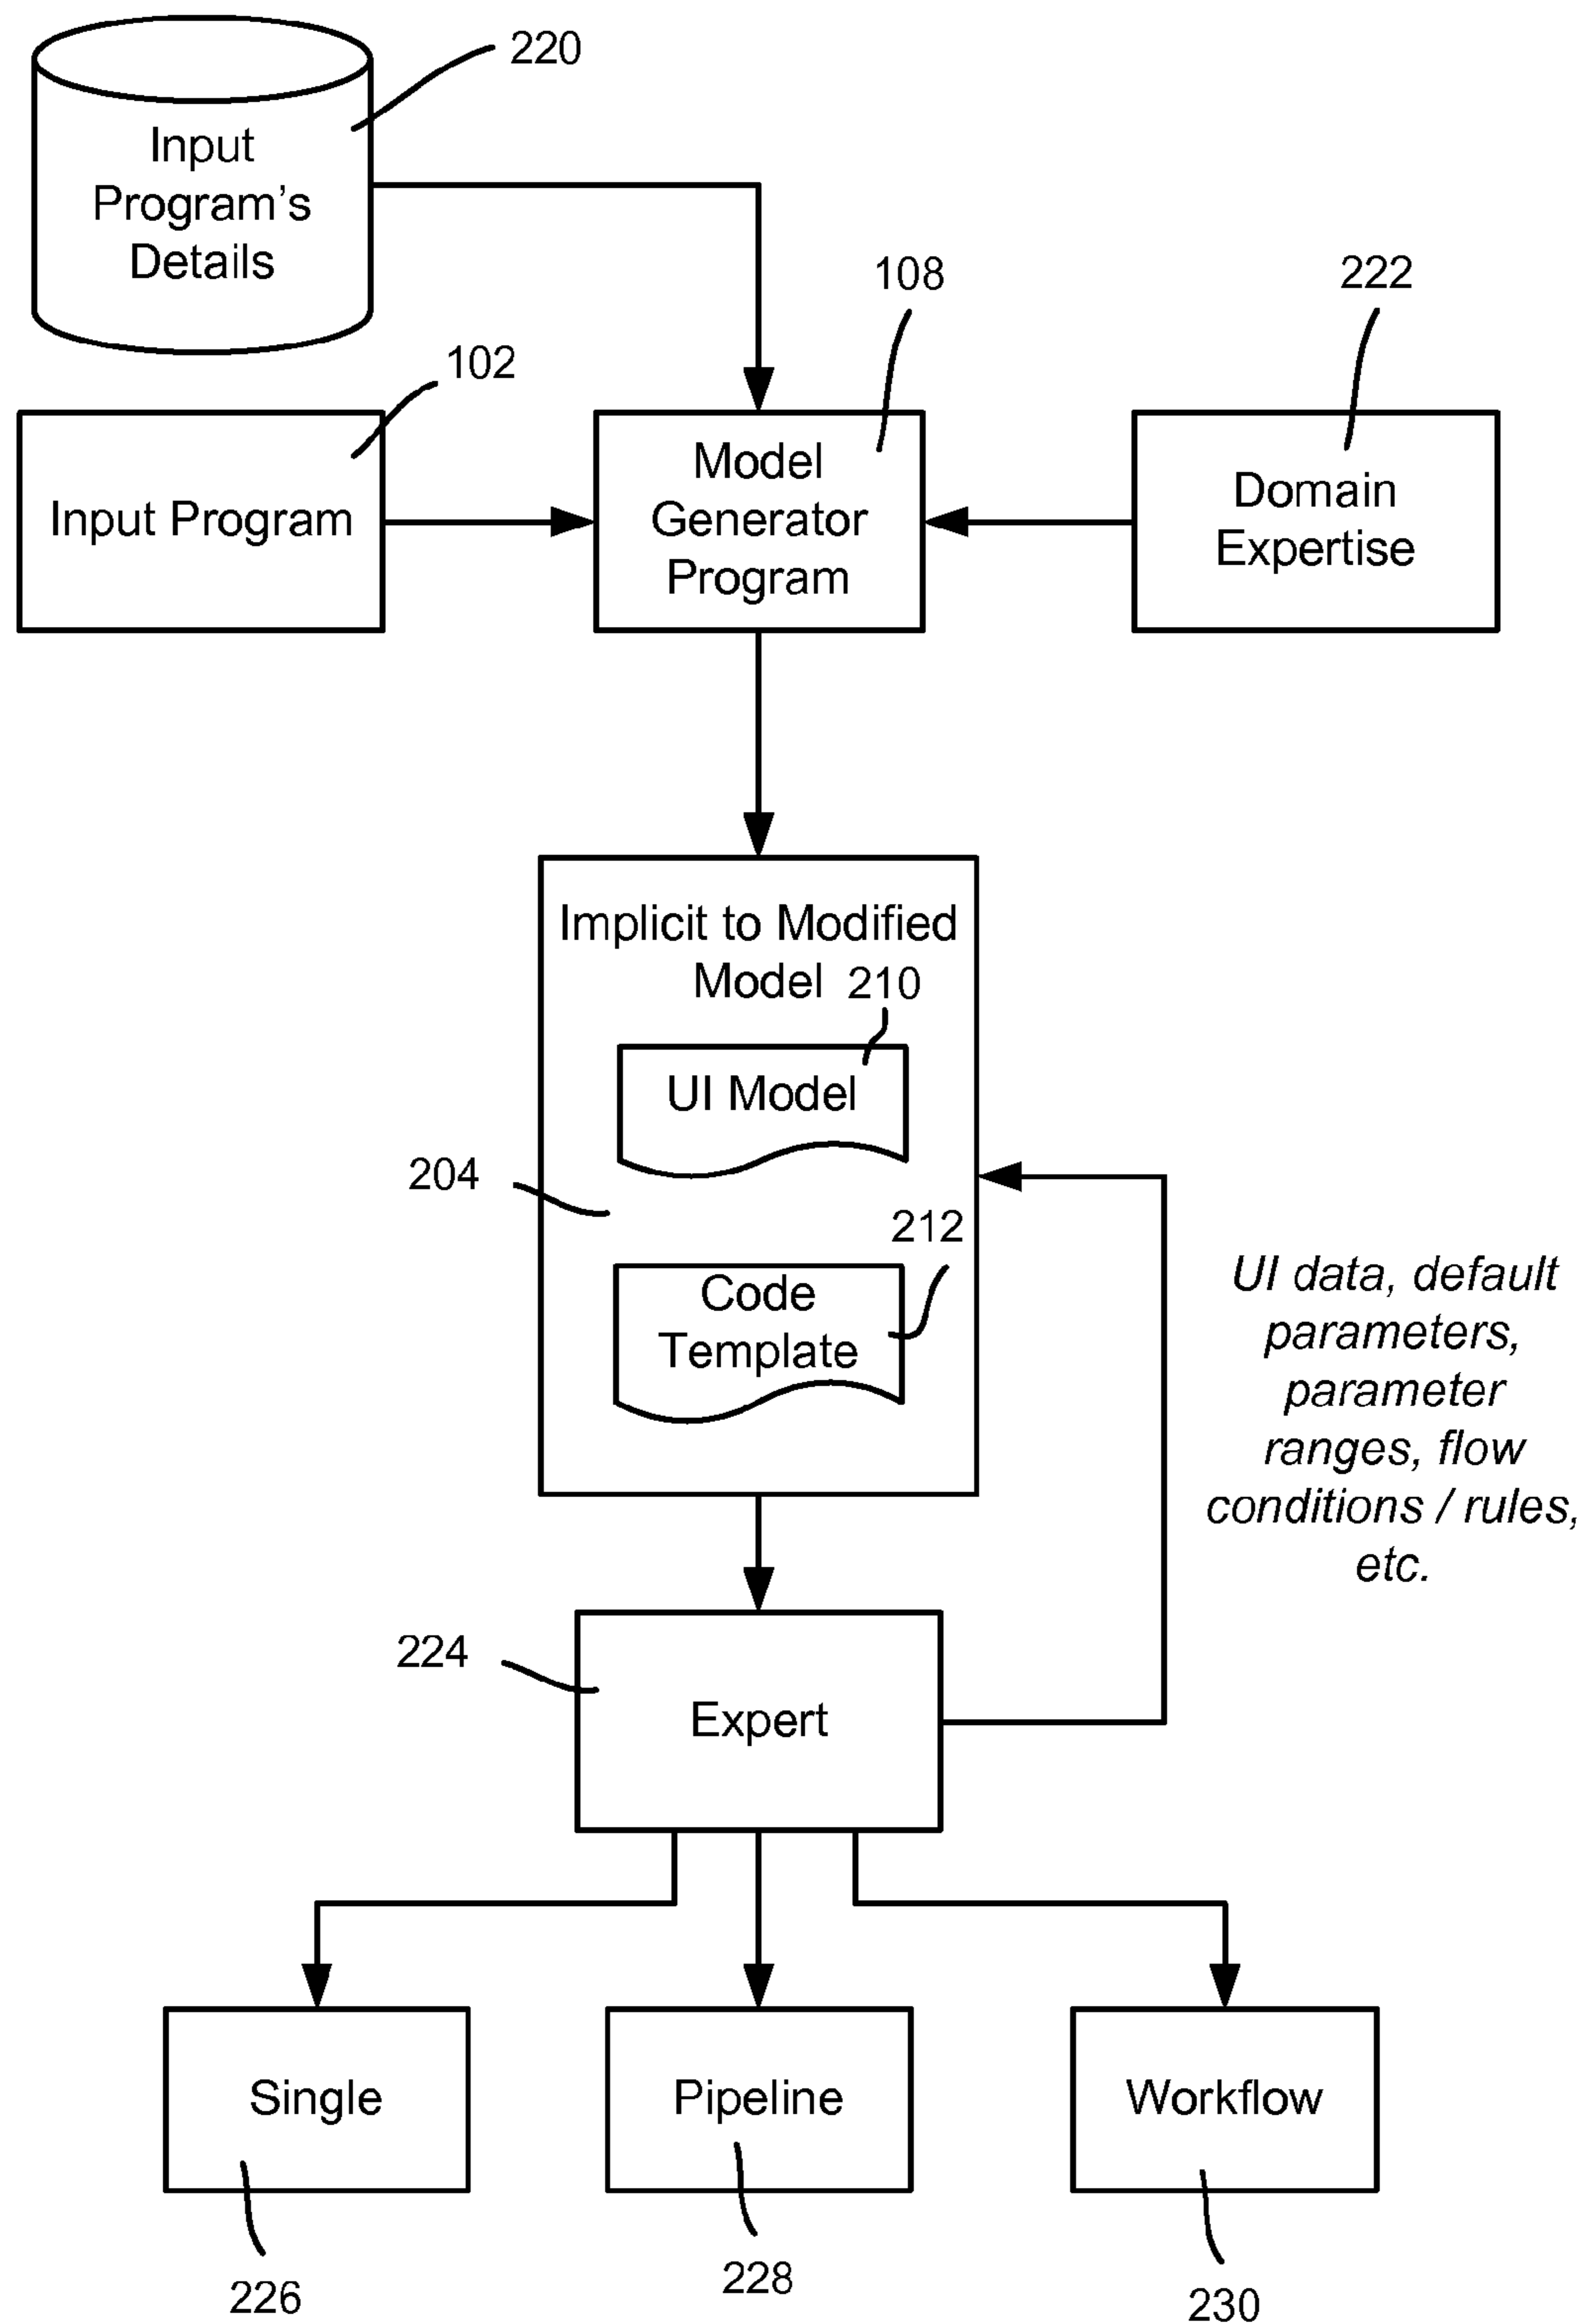 220
Input
Program's
Details
108
222
102
Input Program
Model
Generator
Program
Domain
Expertise
Implicit to Modified
Model 210
UI Model
204
212
Code
Template
UI data, default
parameters,
parameter
ranges, flow
conditions / rules,
etc.
224
Expert
Single
Pipeline
Workflow
226
228
230